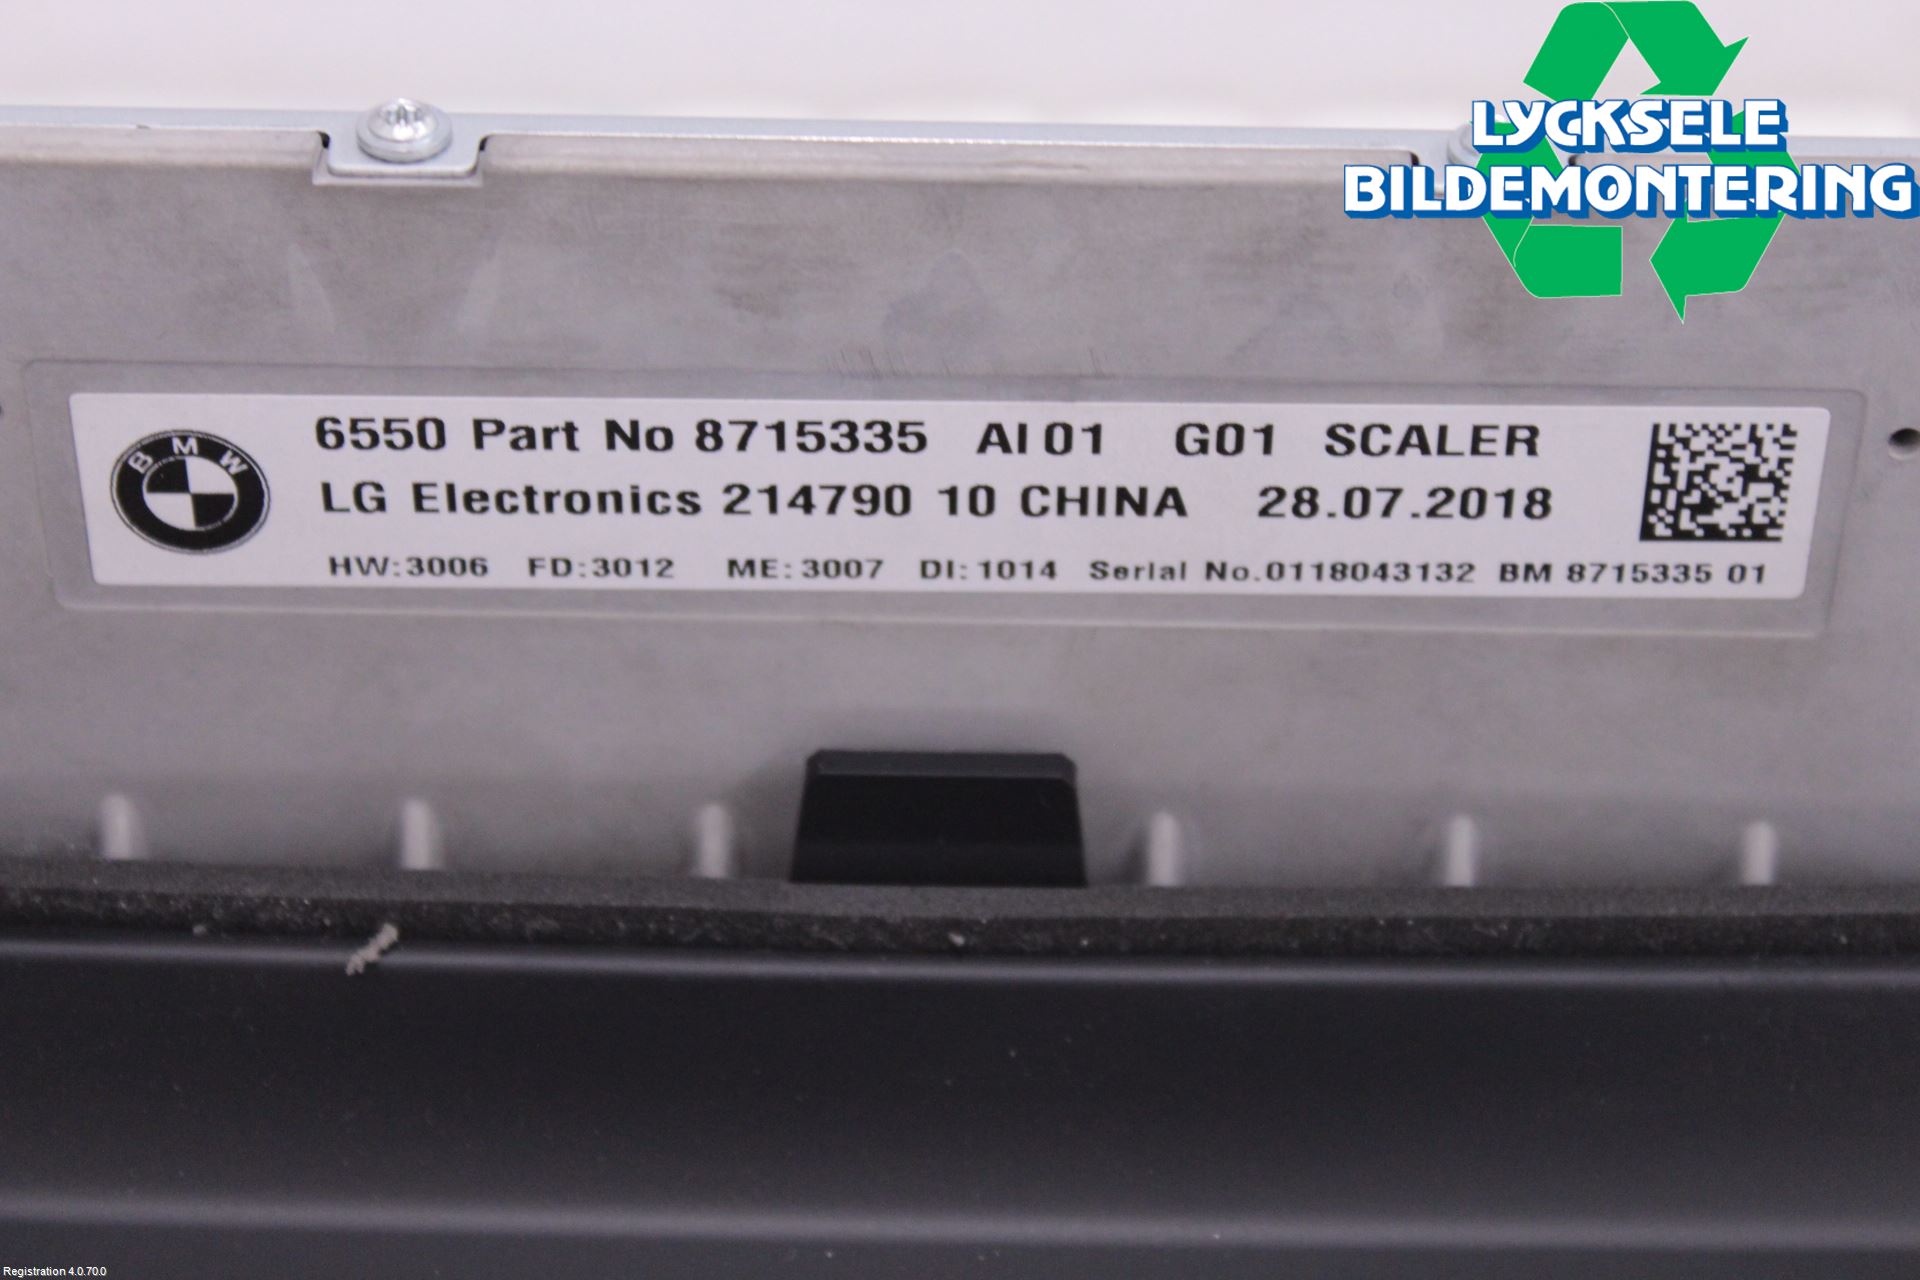 LYCKSELE
BILDEMONTERING
BMW
6550 Part No 8715335 AI 01 G01 SCALER
LG Electronics 214790 10 CHINA 28.07.2018
HW:3006 FD:3012 ME:3007 DI:1014 Serial No.0118043132 BM 8715335 01
Registration 4.0.70.0